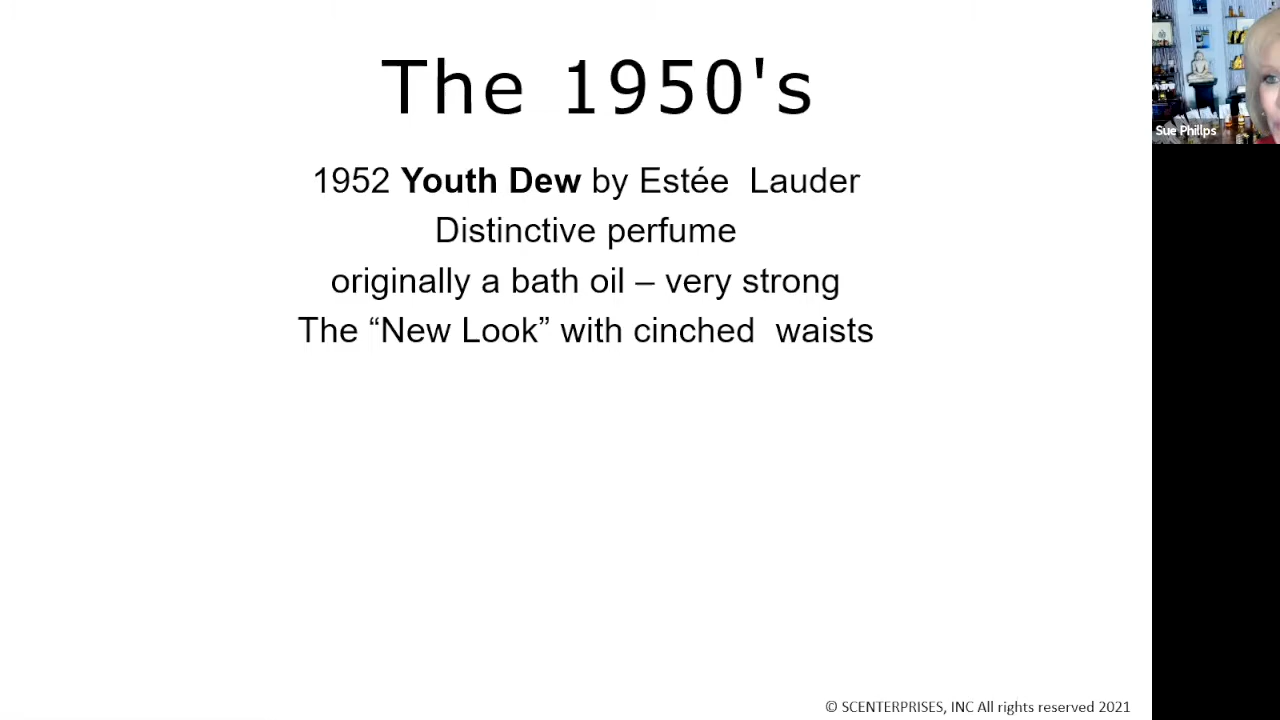 The 1950's
1952 Youth Dew by Estée  Lauder
Distinctive perfume
originally a bath oil – very strong
The “New Look” with cinched  waists
Sue Phillps
© SCENTERPRISES, INC All rights reserved 2021